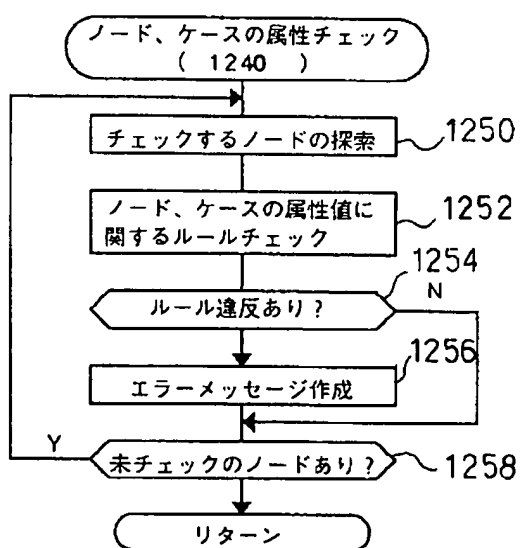 ノード、ケースの属性チェック
( 1240 )
チェックするノードの探索
1250
ノード、ケースの属性値に
関するルールチェック
1252
ルール違反あり?
1254
N
エラーメッセージ作成
1256
Y
未チェックのノードあり?
1258
リターン